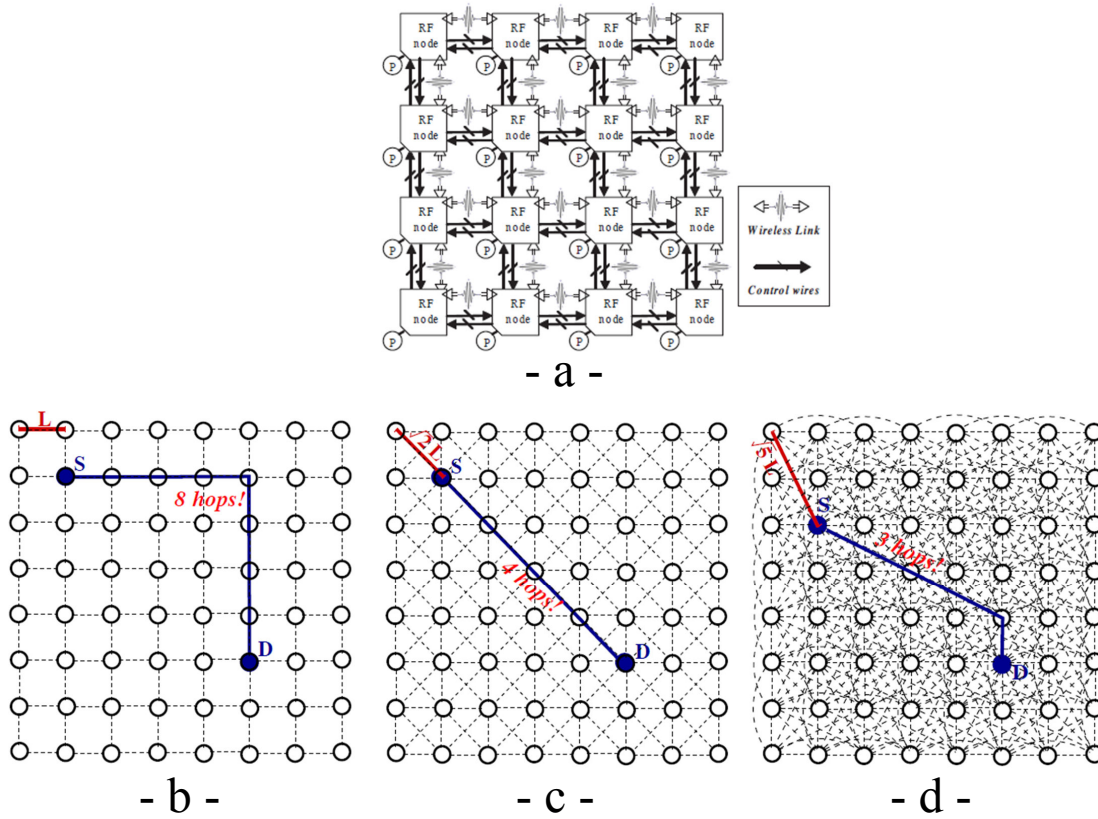 RF RF RF RF
node node node node
P P P P
RF RF RF RF
node node node node
P P P P
RF RF RF RF
node node node node
Wireless Link
P P P P
RF RF RF RF
Control wires
node node node node
P P P P
- a -
L
√2L
√5L
S
S
8 hops!
S
3 hops!
4 hops!
D
D
D
- b -
- c -
- d -